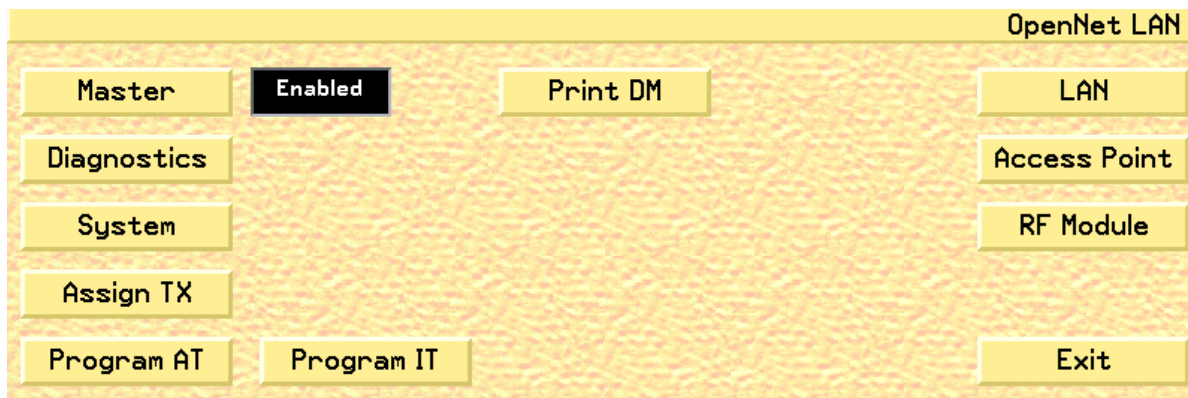 OpenNet LAN
Master Enabled Print DM LAN
Diagnostics Access Point
System RF Module
Assign TX
Program AT Program IT Exit